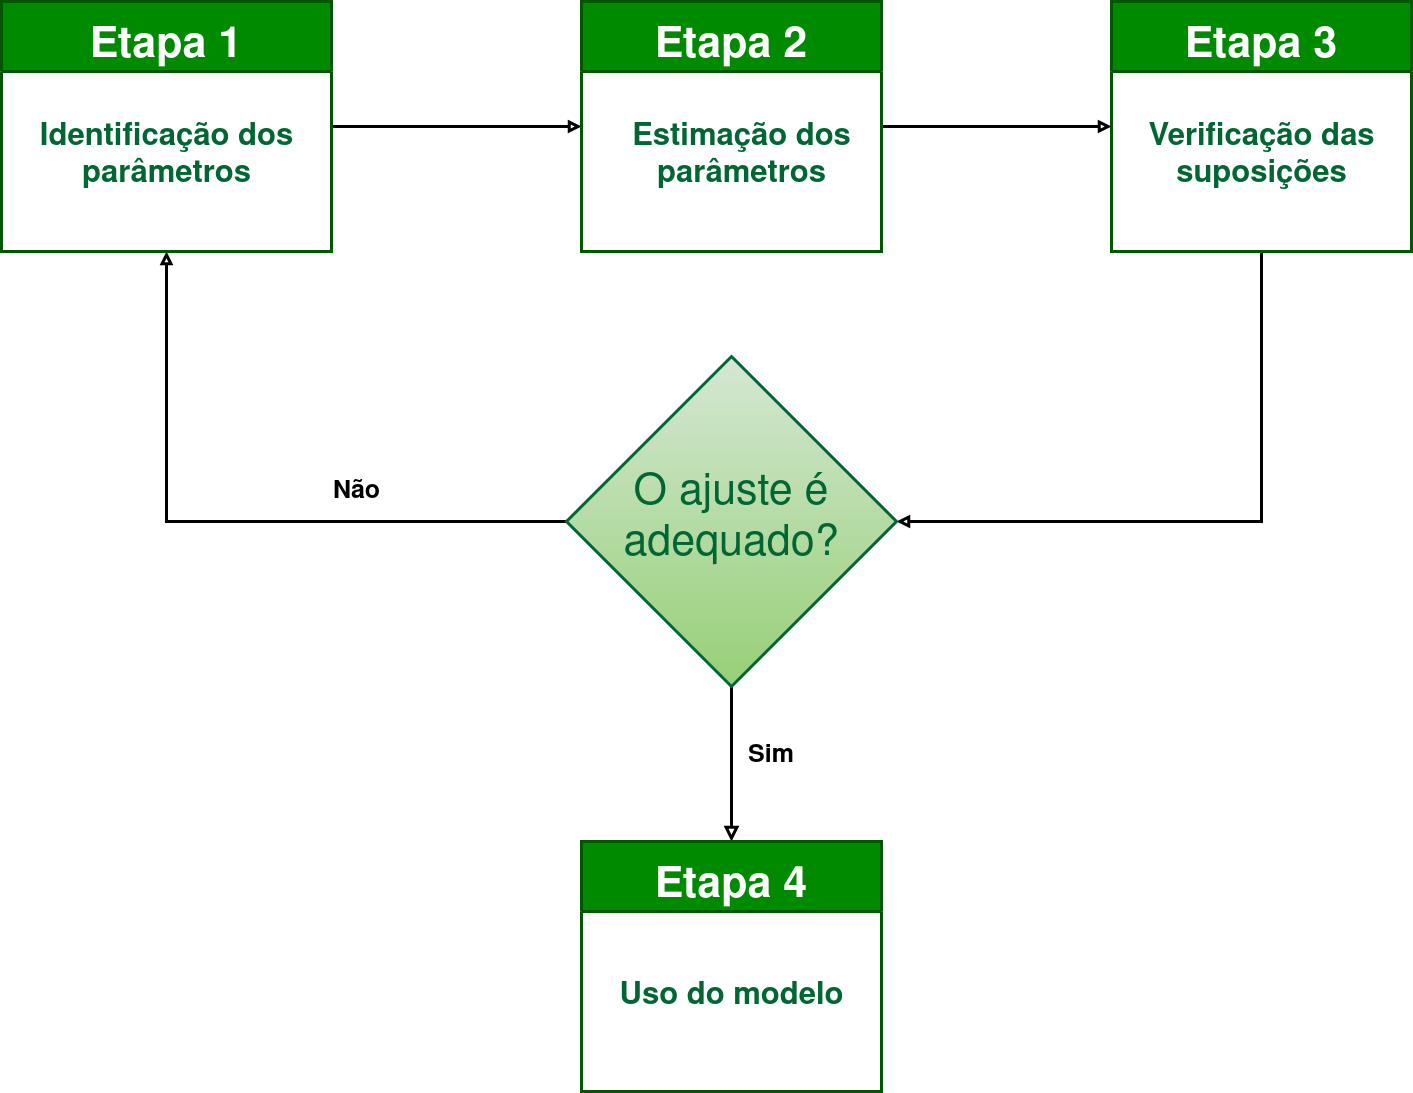 Etapa 1
Identificação dos
parâmetros
Etapa 2
Estimação dos
parâmetros
Etapa 3
Verificação das
suposições
O ajuste é
adequado?
Não
Sim
Etapa 4
Uso do modelo